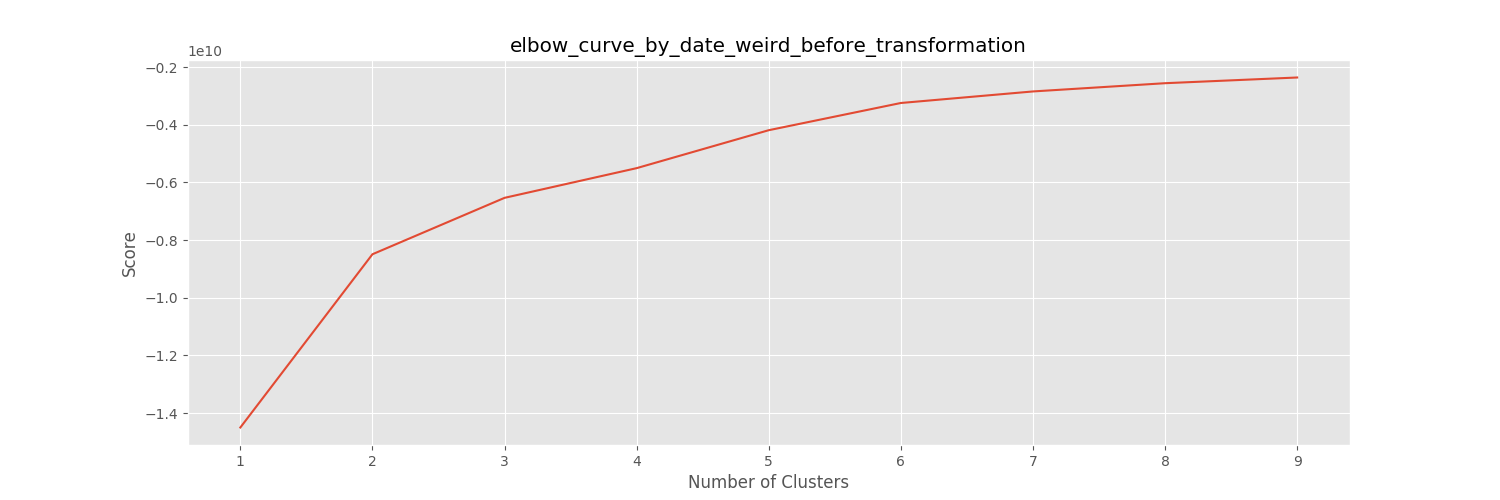 elbow_curve_by_date_weird_before_transformation
1e10
−0.2
−0.4
−0.6
−0.8
−1.0
−1.2
−1.4
Score
1 2 3 4 5 6 7 8 9
Number of Clusters